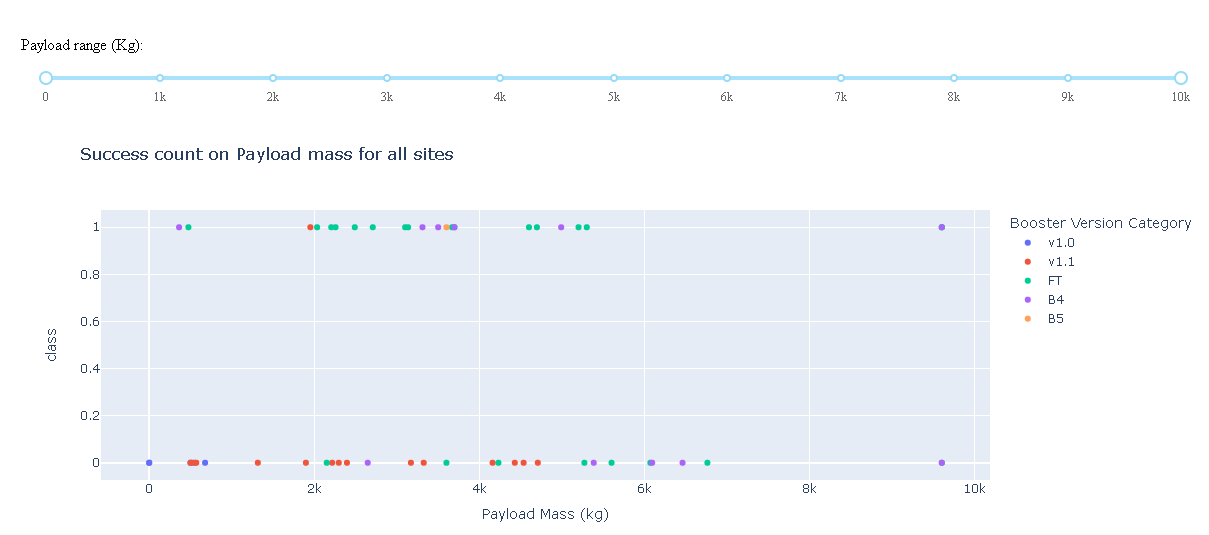 Payload range (Kg):
0 1k 2k 3k 4k 5k 6k 7k 8k 9k 10k
Success count on Payload mass for all sites
Booster Version Category
v1.0
v1.1
FT
B4
B5
class
1
0.8
0.6
0.4
0.2
0
0 2k 4k 6k 8k 10k
Payload Mass (kg)